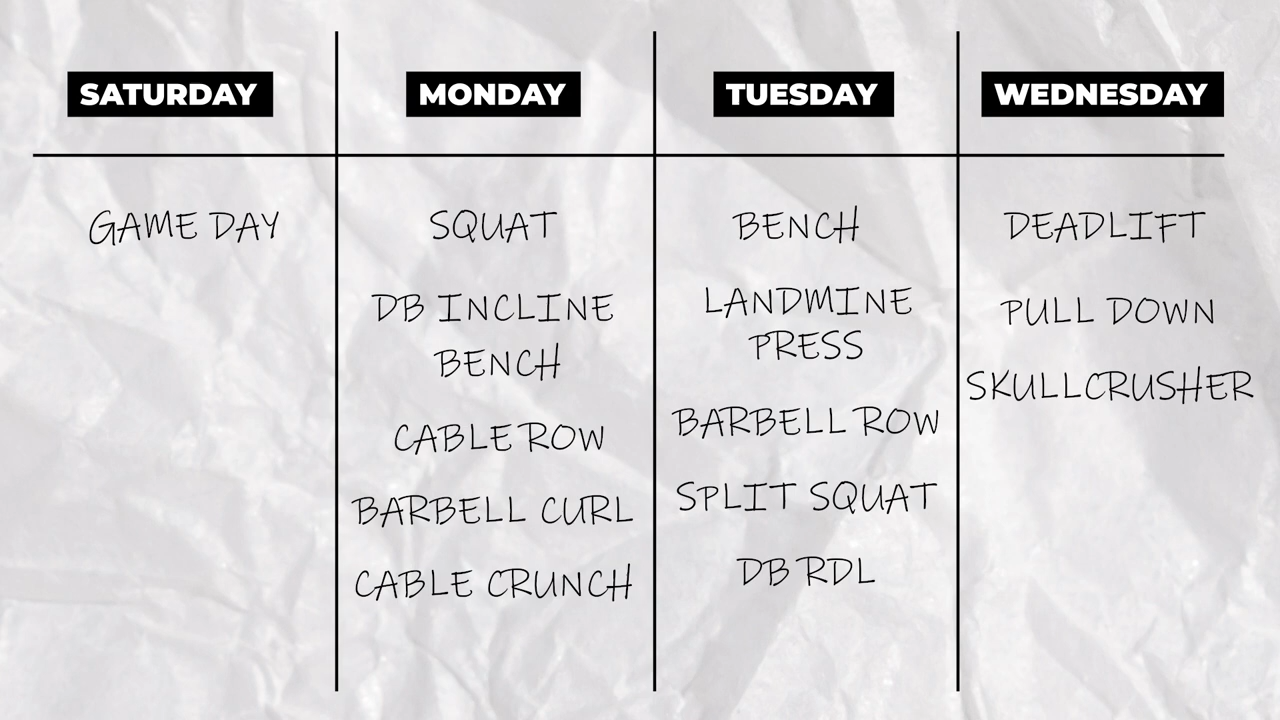 SATURDAY
GAME DAY
MONDAY
SQUAT
DB INCLINE
BENCH
CABLE ROW
BARBELL CURL
CABLE CRUNCH
TUESDAY
BENCH
LANDMINE
PRESS
BARBELL ROW
SPLIT SQUAT
DB RDL
WEDNESDAY
DEADLIFT
PULL DOWN
SKULLCRUSHER